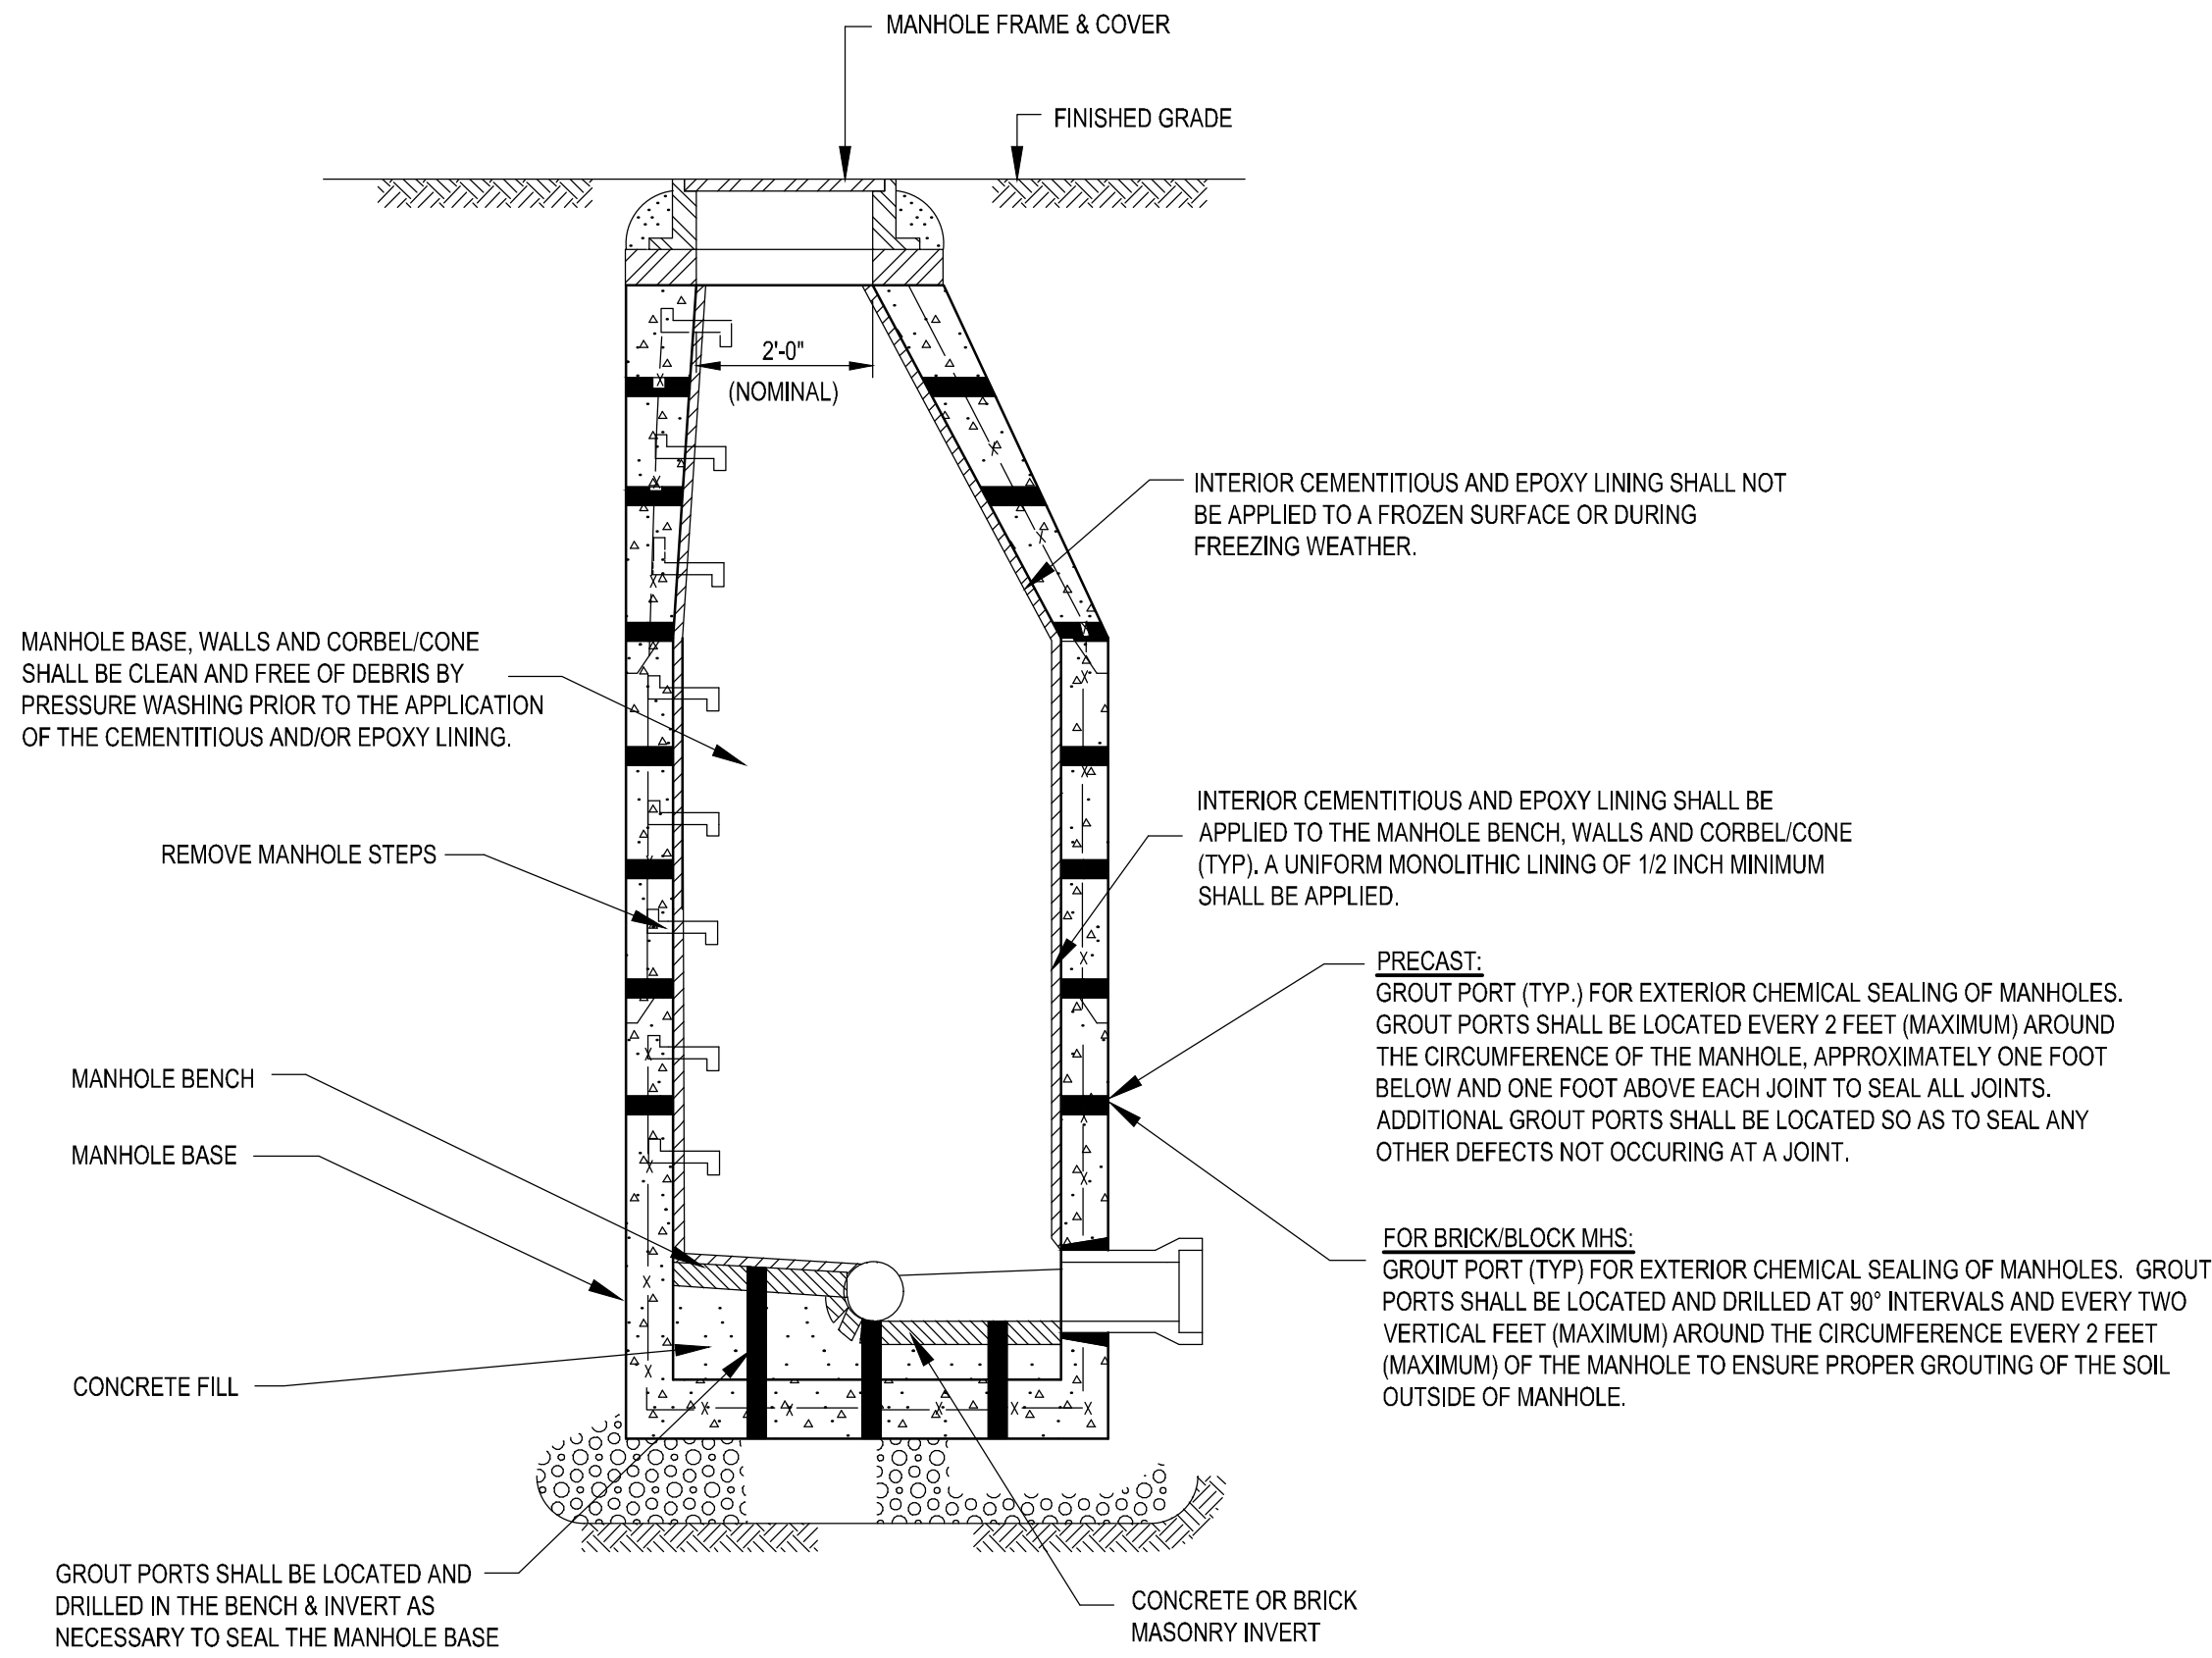 MANHOLE FRAME & COVER
FINISHED GRADE
2'-0"
(NOMINAL)
INTERIOR CEMENTITIOUS AND EPOXY LINING SHALL NOT
BE APPLIED TO A FROZEN SURFACE OR DURING
FREEZING WEATHER.
MANHOLE BASE, WALLS AND CORBEL/CONE
SHALL BE CLEAN AND FREE OF DEBRIS BY
PRESSURE WASHING PRIOR TO THE APPLICATION
OF THE CEMENTITIOUS AND/OR EPOXY LINING.
INTERIOR CEMENTITIOUS AND EPOXY LINING SHALL BE
APPLIED TO THE MANHOLE BENCH, WALLS AND CORBEL/CONE
(TYP). A UNIFORM MONOLITHIC LINING OF 1/2 INCH MINIMUM
SHALL BE APPLIED.
REMOVE MANHOLE STEPS
PRECAST:
GROUT PORT (TYP.) FOR EXTERIOR CHEMICAL SEALING OF MANHOLES.
GROUT PORTS SHALL BE LOCATED EVERY 2 FEET (MAXIMUM) AROUND
THE CIRCUMFERENCE OF THE MANHOLE, APPROXIMATELY ONE FOOT
BELOW AND ONE FOOT ABOVE EACH JOINT TO SEAL ALL JOINTS.
ADDITIONAL GROUT PORTS SHALL BE LOCATED SO AS TO SEAL ANY
OTHER DEFECTS NOT OCCURING AT A JOINT.
MANHOLE BENCH
MANHOLE BASE
FOR BRICK/BLOCK MHS:
GROUT PORT (TYP) FOR EXTERIOR CHEMICAL SEALING OF MANHOLES. GROUT
PORTS SHALL BE LOCATED AND DRILLED AT 90° INTERVALS AND EVERY TWO
VERTICAL FEET (MAXIMUM) AROUND THE CIRCUMFERENCE EVERY 2 FEET
(MAXIMUM) OF THE MANHOLE TO ENSURE PROPER GROUTING OF THE SOIL
OUTSIDE OF MANHOLE.
CONCRETE FILL
GROUT PORTS SHALL BE LOCATED AND
DRILLED IN THE BENCH & INVERT AS
NECESSARY TO SEAL THE MANHOLE BASE
CONCRETE OR BRICK
MASONRY INVERT